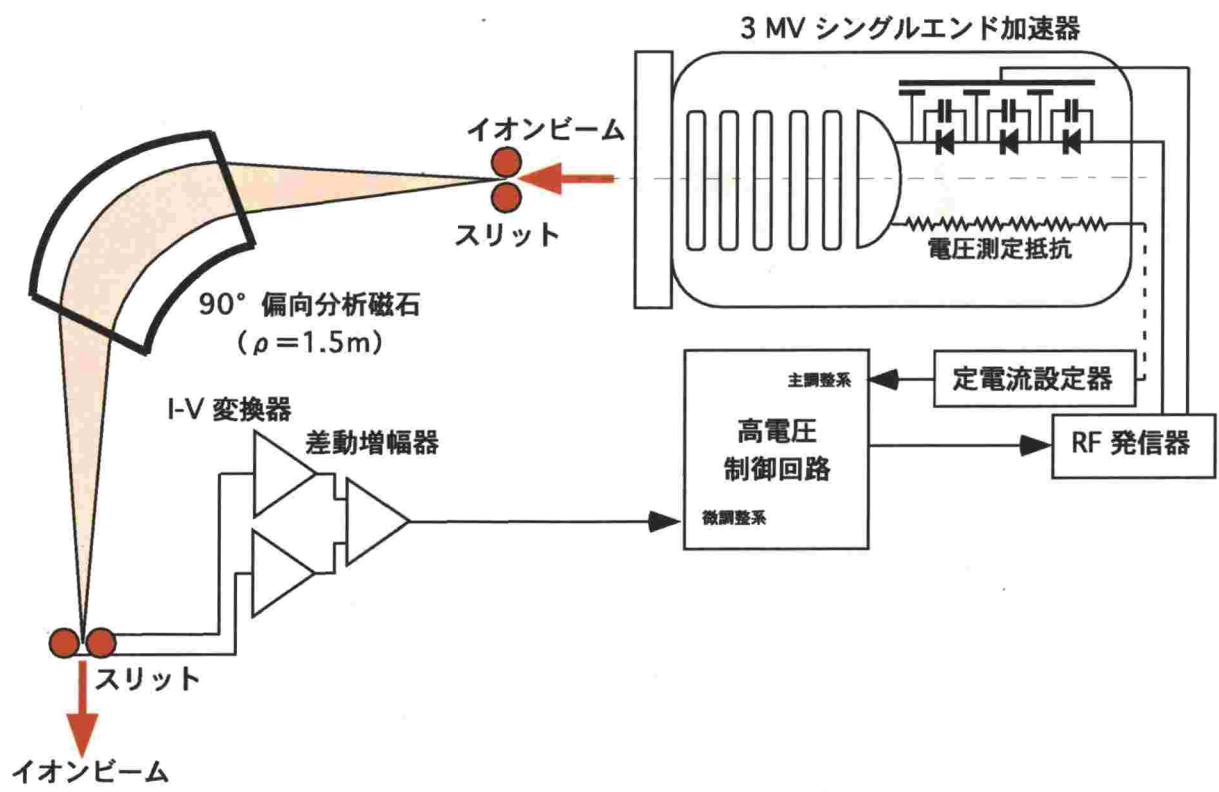 3 MV シングルエンド加速器
イオンビーム
スリット
電圧測定抵抗
90° 偏向分析磁石
（ρ＝1.5m）
主調整系
定電流設定器
I-V 変換器
差動増幅器
高電圧
制御回路
RF 発信器
微調整系
スリット
イオンビーム